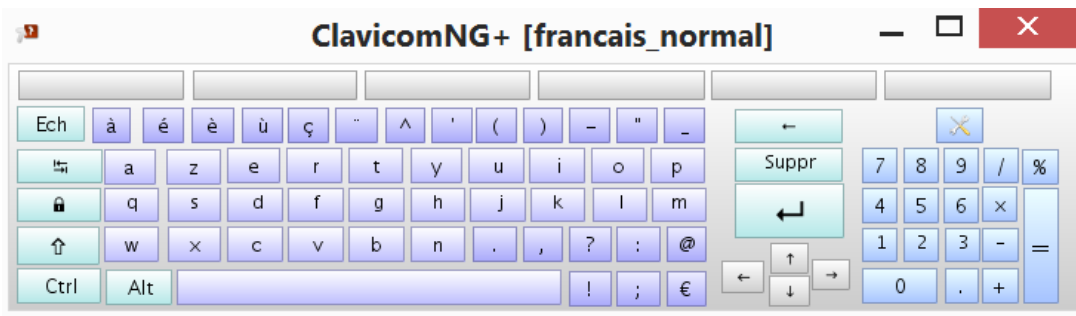 ClavicomNG+ [francais_normal]
Ech à é è ù ç ¨ ^ ' ( ) – " _ ←
↹ a z e r t y u i o p Suppr 7 8 9 / %
q s d f g h j k l m ↵ 4 5 6 ×
⇧ w x c v b n . , ? : @ ↑ 1 2 3 – =
Ctrl Alt ! ; € ← ↓ → 0 . +